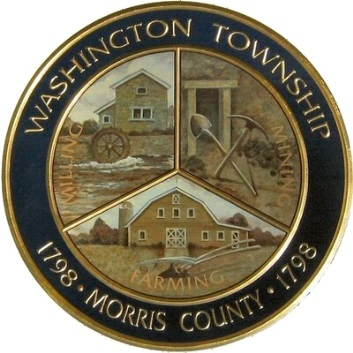 WASHINGTON TOWNSHIP
MILLING
MINING
FARMING
1798 • MORRIS COUNTY • 1798